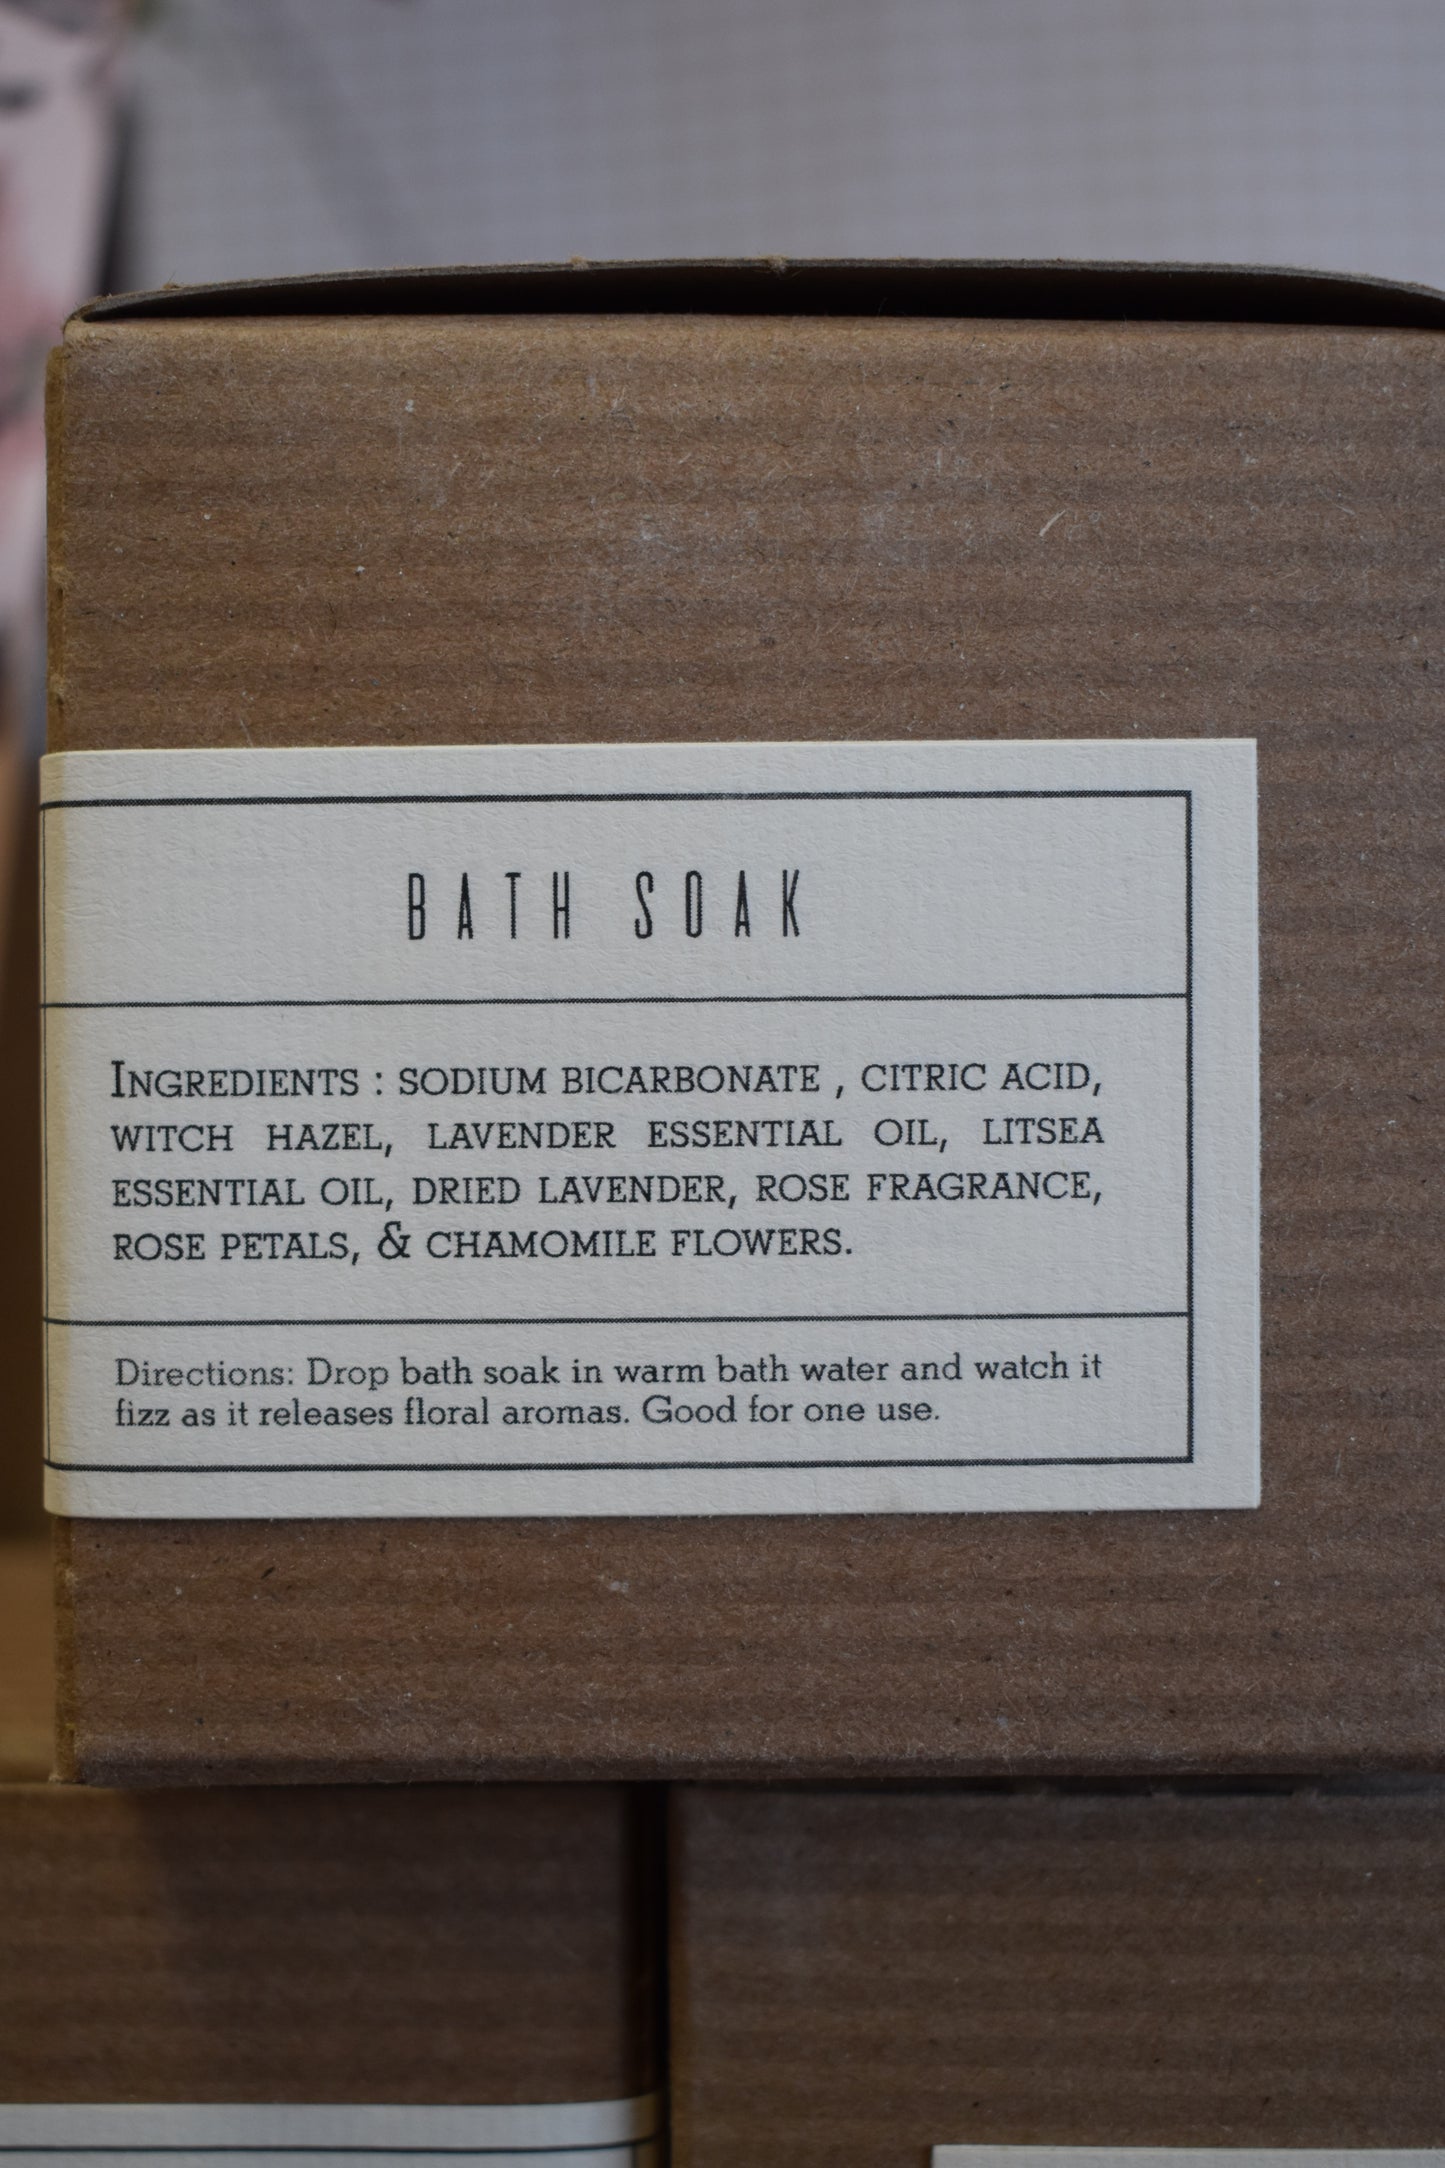 BATH SOAK
INGREDIENTS : SODIUM BICARBONATE , CITRIC ACID,
WITCH HAZEL, LAVENDER ESSENTIAL OIL, LITSEA
ESSENTIAL OIL, DRIED LAVENDER, ROSE FRAGRANCE,
ROSE PETALS, & CHAMOMILE FLOWERS.
Directions: Drop bath soak in warm bath water and watch it
fizz as it releases floral aromas. Good for one use.